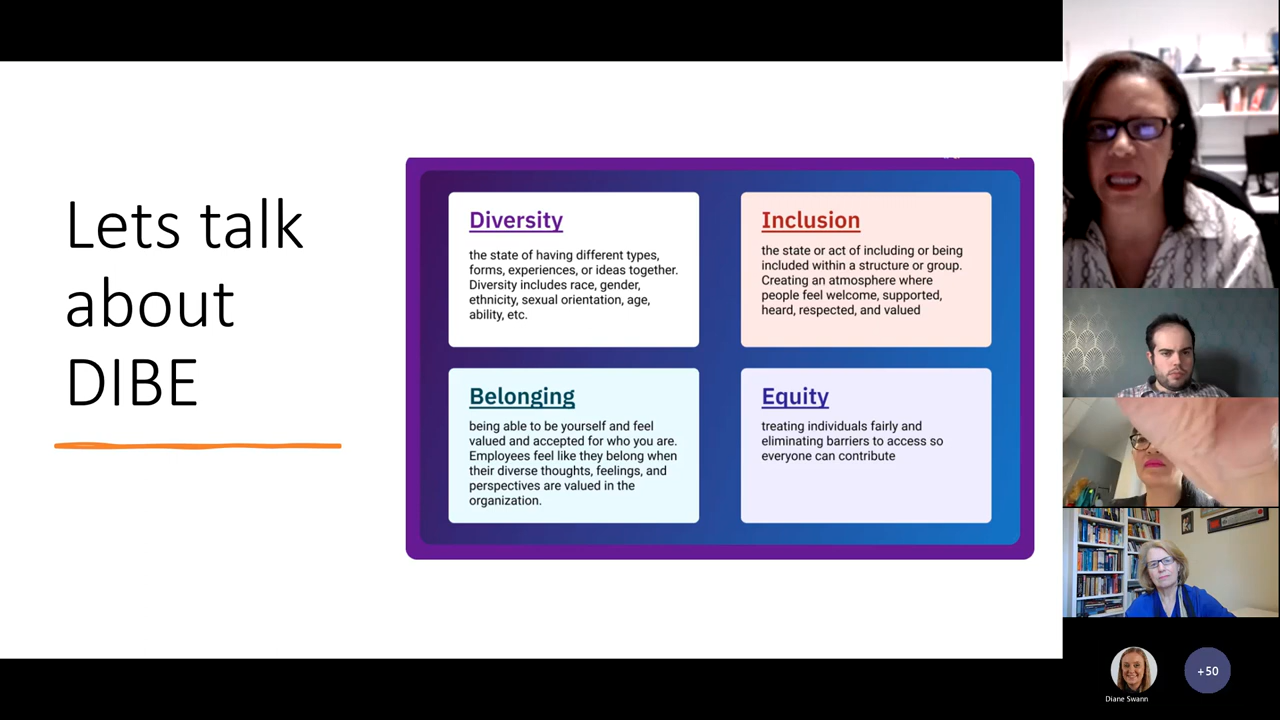 Lets talk
about
DIBE
Diversity
the state of having different types,
forms, experiences, or ideas together.
Diversity includes race, gender,
ethnicity, sexual orientation, age,
ability, etc.
Inclusion
the state or act of including or being
included within a structure or group.
Creating an atmosphere where
people feel welcome, supported,
heard, respected, and valued
Belonging
being able to be yourself and feel
valued and accepted for who you are.
Employees feel like they belong when
their diverse thoughts, feelings, and
perspectives are valued in the
organization.
Equity
treating individuals fairly and
eliminating barriers to access so
everyone can contribute
Diane Swann
+50